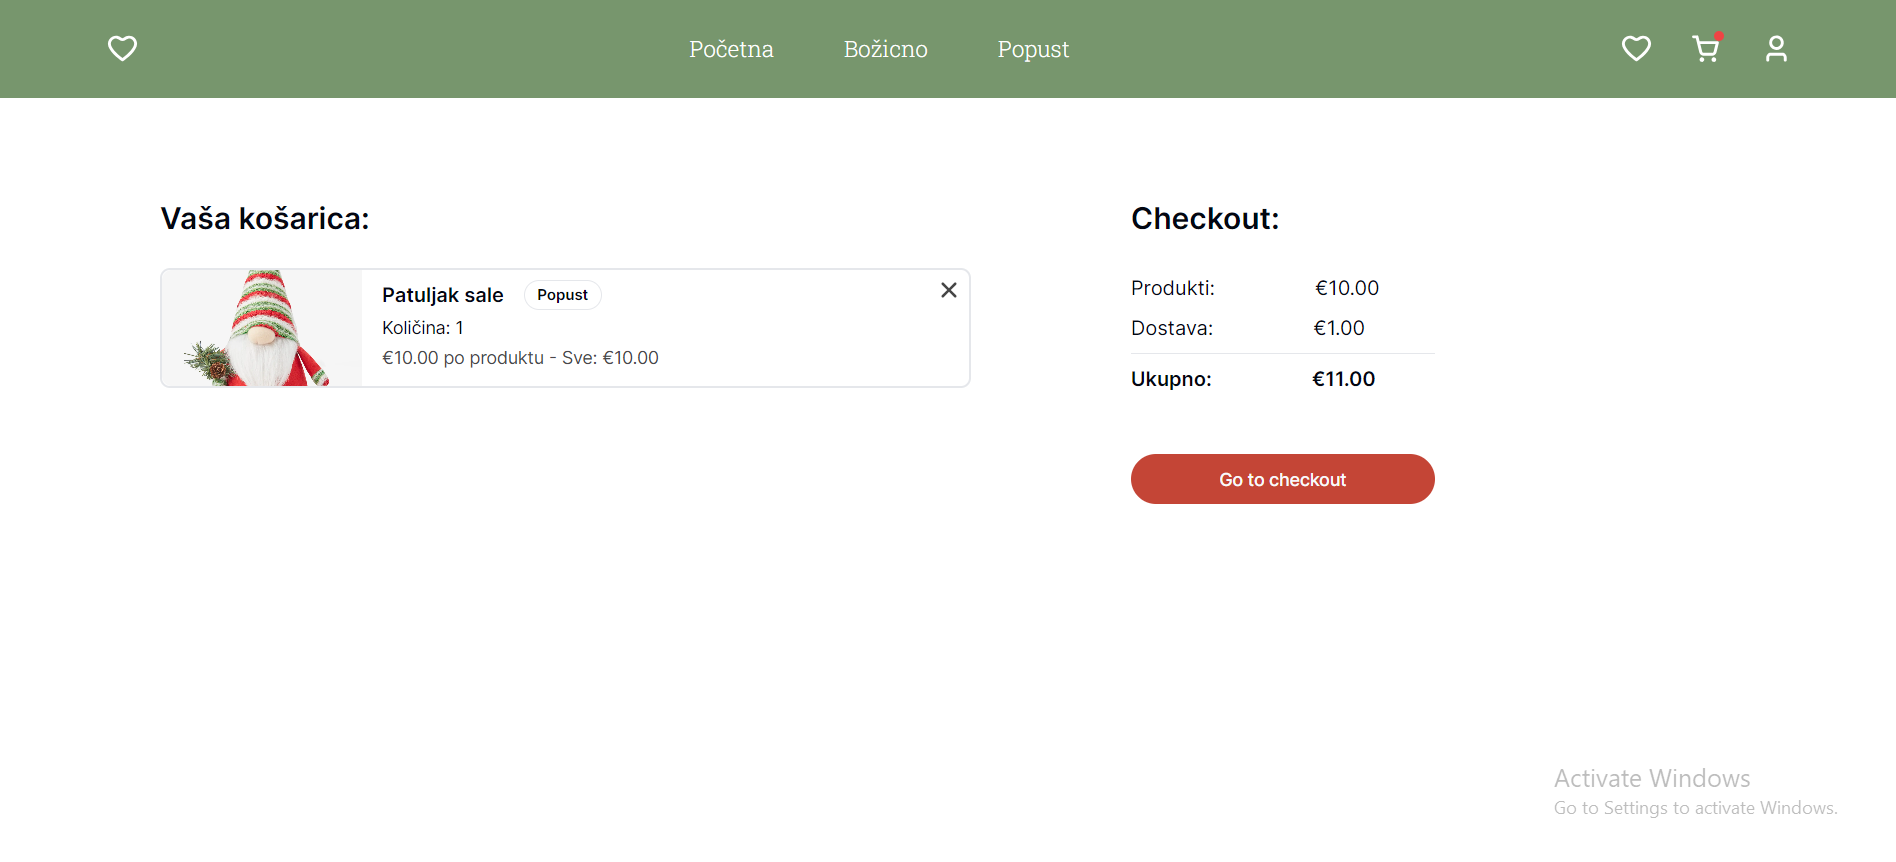 Početna Božicno Popust
Vaša košarica:
Patuljak sale Popust
Količina: 1
€10.00 po produktu - Sve: €10.00
Checkout:
Produkti: €10.00
Dostava: €1.00
Ukupno: €11.00
Go to checkout
Activate Windows
Go to Settings to activate Windows.